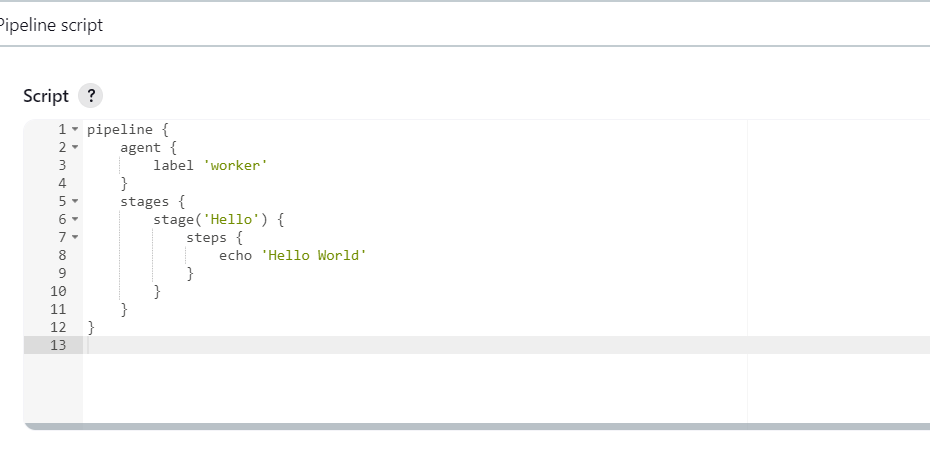 Pipeline script
Script ?
1 pipeline {
2     agent {
3         label 'worker'
4     }
5     stages {
6         stage('Hello') {
7             steps {
8                 echo 'Hello World'
9             }
10         }
11     }
12 }
13